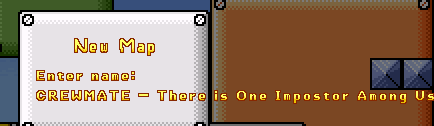 New Map
Enter name:
CREWMATE - There is One Impostor Among Us